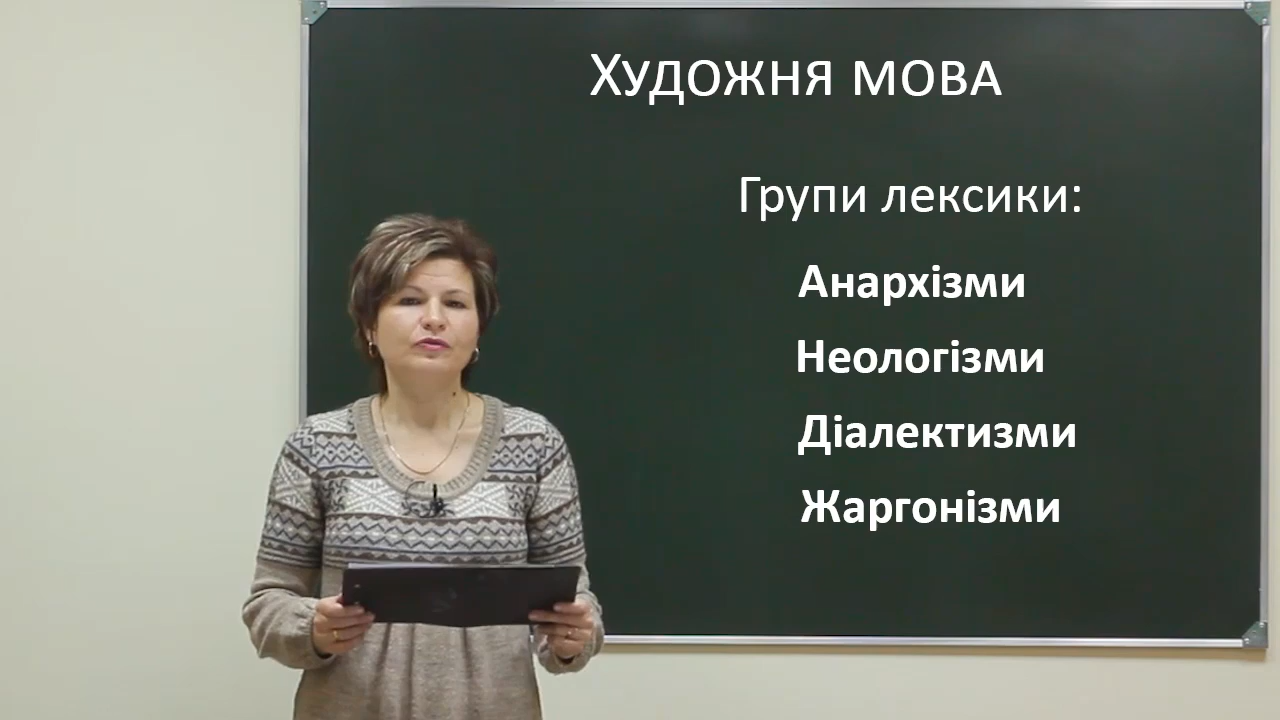 Художня мова
Групи лексики:
Анархізми
Неологізми
Діалектизми
Жаргонізми